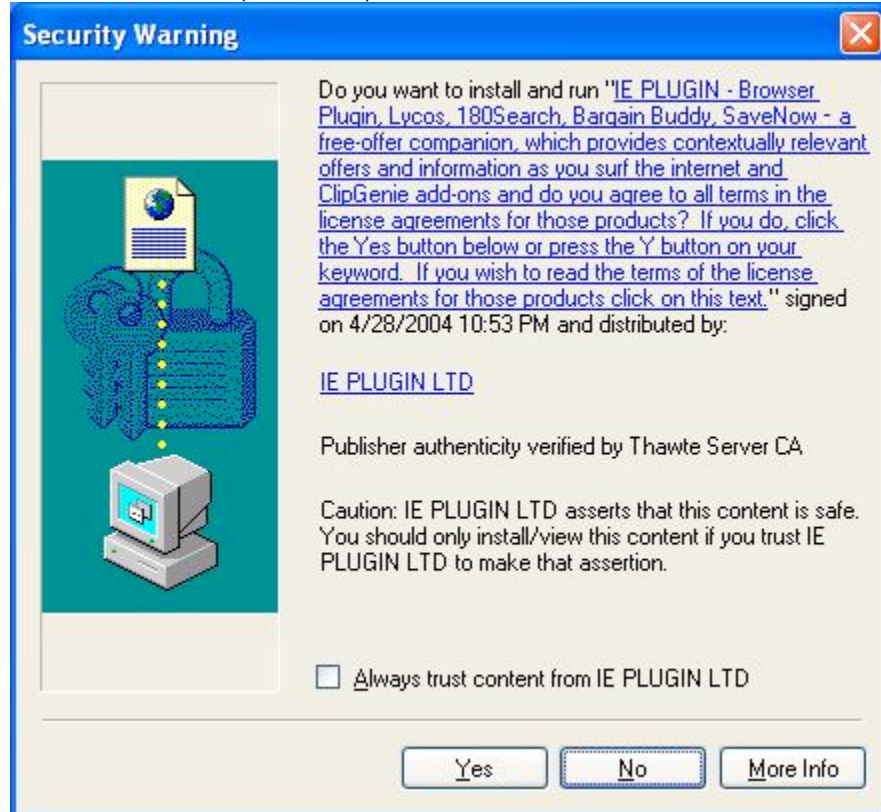 Security Warning
Do you want to install and run "IE PLUGIN - Browser
Plugin, Lycos, 180Search, Bargain Buddy, SaveNow - a
free-offer companion, which provides contextually relevant
offers and information as you surf the internet and
ClipGenie add-ons and do you agree to all terms in the
license agreements for those products? If you do, click
the Yes button below or press the Y button on your
keyword. If you wish to read the terms of the license
agreements for those products click on this text." signed
on 4/28/2004 10:53 PM and distributed by:
IE PLUGIN LTD
Publisher authenticity verified by Thawte Server CA
Caution: IE PLUGIN LTD asserts that this content is safe.
You should only install/view this content if you trust IE
PLUGIN LTD to make that assertion.
Always trust content from IE PLUGIN LTD
Yes No More Info